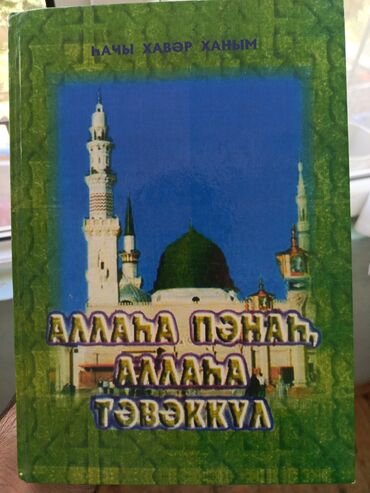 ҺАЧЫ ХАВӘР ХАНЫМ
АЛЛАҺА ПӘНАҺ,
АЛЛАҺА
ТӘВӘККҮЛ